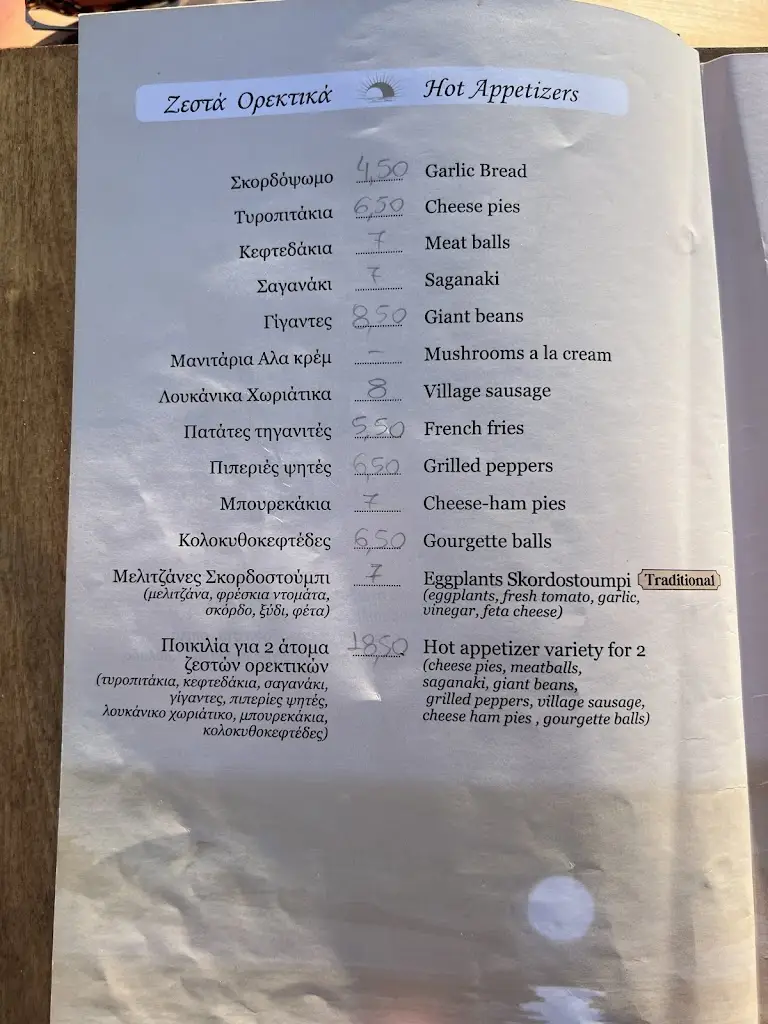 Ζεστά Ορεκτικά Hot Appetizers
Σκορδόψωμο 4,50 Garlic Bread
Τυροπιτάκια 6,50 Cheese pies
Κεφτεδάκια 7 Meat balls
Σαγανάκι 7 Saganaki
Γίγαντες 8,50 Giant beans
Μανιτάρια Αλα κρέμ - Mushrooms a la cream
Λουκάνικα Χωριάτικα 8 Village sausage
Πατάτες τηγανιτές 5,50 French fries
Πιπεριές ψητές 6,50 Grilled peppers
Μπουρεκάκια 7 Cheese-ham pies
Κολοκυθοκεφτέδες 6,50 Gourgette balls
Μελιτζάνες Σκορδοστούμπι 7 Eggplants Skordostoumpi Traditional
(μελιτζάνα, φρέσκια ντομάτα, (eggplants, fresh tomato, garlic,
σκόρδο, ξύδι, φέτα) vinegar, feta cheese)
Ποικιλία για 2 άτομα 18,50 Hot appetizer variety for 2
ζεστών ορεκτικών (cheese pies, meatballs,
(τυροπιτάκια, κεφτεδάκια, σαγανάκι, saganaki, giant beans,
γίγαντες, πιπερίες ψητές, grilled peppers, village sausage,
λουκάνικο χωριάτικο, μπουρεκάκια, cheese ham pies , gourgette balls)
κολοκυθοκεφτέδες)